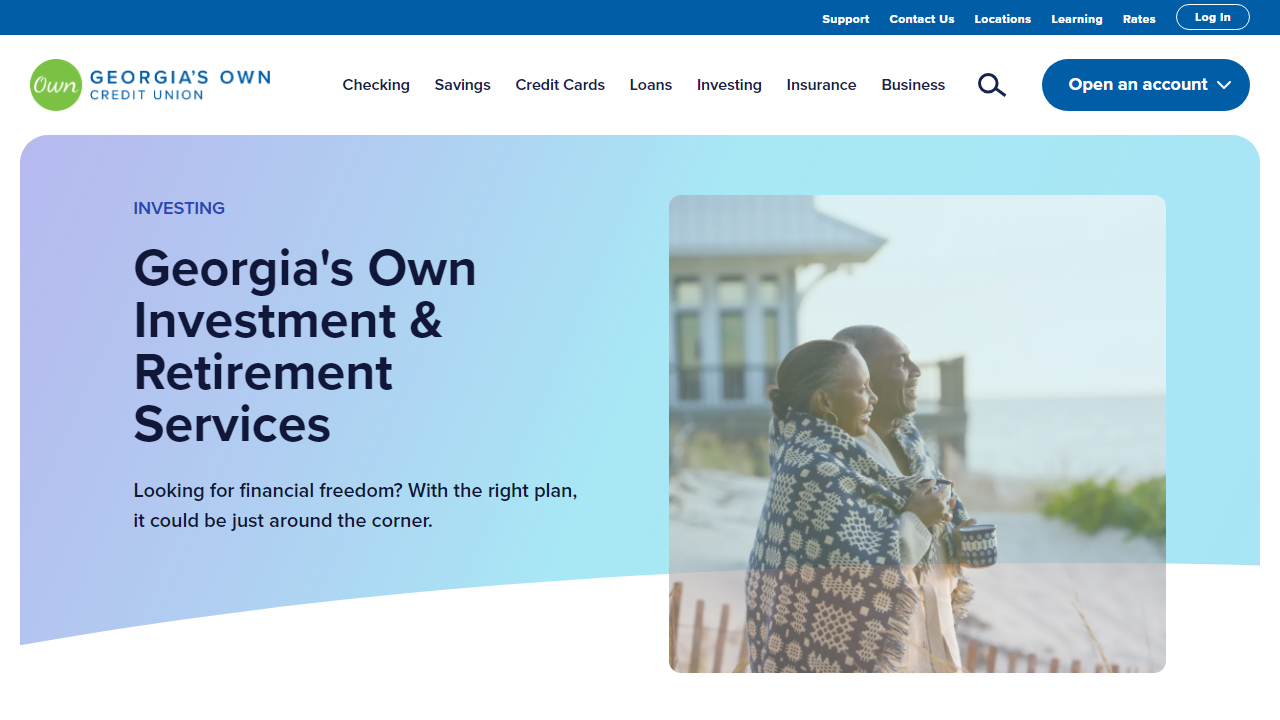 Support Contact Us Locations Learning Rates Log In
Own GEORGIA'S OWN
CREDIT UNION
Checking Savings Credit Cards Loans Investing Insurance Business Open an account
INVESTING
Georgia's Own
Investment &
Retirement
Services
Looking for financial freedom? With the right plan,
it could be just around the corner.